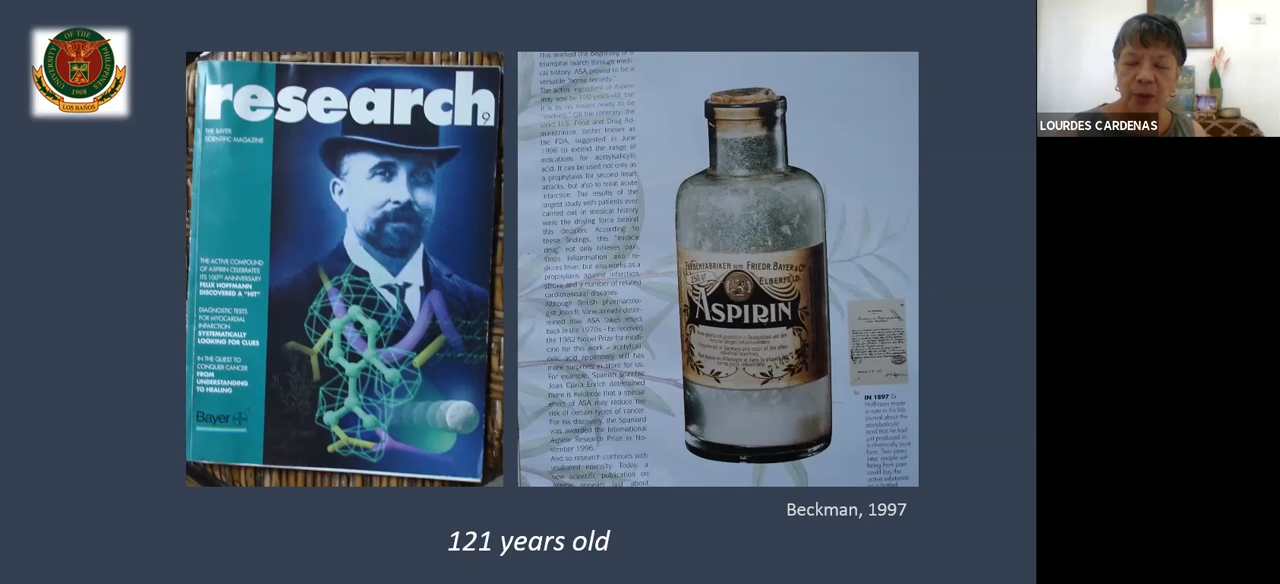 UNIVERSITY OF THE PHILIPPINES
1908
LOS BAÑOS
research
9
THE BAYER
SCIENTIFIC MAGAZINE
THE ACTIVE COMPOUND
OF ASPIRIN CELEBRATES
ITS 100TH ANNIVERSARY
FELIX HOFFMANN
DISCOVERED A "HIT"
DIAGNOSTIC TESTS
FOR MYOCARDIAL
INFARCTION
SYSTEMATICALLY
LOOKING FOR CLUES
IN THE QUEST TO
CONQUER CANCER
FROM
UNDERSTANDING
TO HEALING
Bayer
This marked the beginning of a
triumphal march through medi-
cal history. ASA proved to be a
versatile "home remedy."
The active ingredient of Aspirin
may now be 100 years old, but
it is by no means ready to be
"shelved." On the contrary: the
U.S. Food and Drug Ad-
ministration, better known as
the FDA, suggested in June
1996 to extend the range of
indications for acetylsalicylic
acid. It can be used not only as
a prophylaxis for second heart
attacks, but also to treat acute
infarction. The results of the
largest study with patients ever
carried out in medical history
were the driving force behind
this decision. According to
these findings, this "miracle
drug" not only relieves pain,
stops inflammation and re-
duces fever, but also works as a
prophylaxis against infarction,
stroke and a number of related
cardiovascular diseases.
Although British pharmacolo-
gist John R. Vane already deter-
mined how ASA takes effect
back in the 1970s – he received
the 1982 Nobel Prize for medi-
cine for this work – acetylsali-
cylic acid apparently still has
more surprises in store for us.
For example, Spanish scientist
Joan Clària Enrich determined
there is evidence that a special
effect of ASA may reduce the
risk of certain types of cancer.
For his discovery, the Spaniard
was awarded the International
Aspirin Research Prize in No-
vember 1996.
And so research continues with
unabated intensity. Today, a
new scientific publication on
Aspirin appears just about
FARBENFABRIKEN vorm. FRIEDR. BAYER & Co.
ELBERFELD.
ASPIRIN
IN 1897 Dr.
Hoffmann made
a note in his lab
journal about the
acetylsalicylic
acid that he had
just produced in
a chemically pure
form. Two years
later, people suf-
fering from pain
could buy the
active substance
Beckman, 1997
121 years old
LOURDES CARDENAS